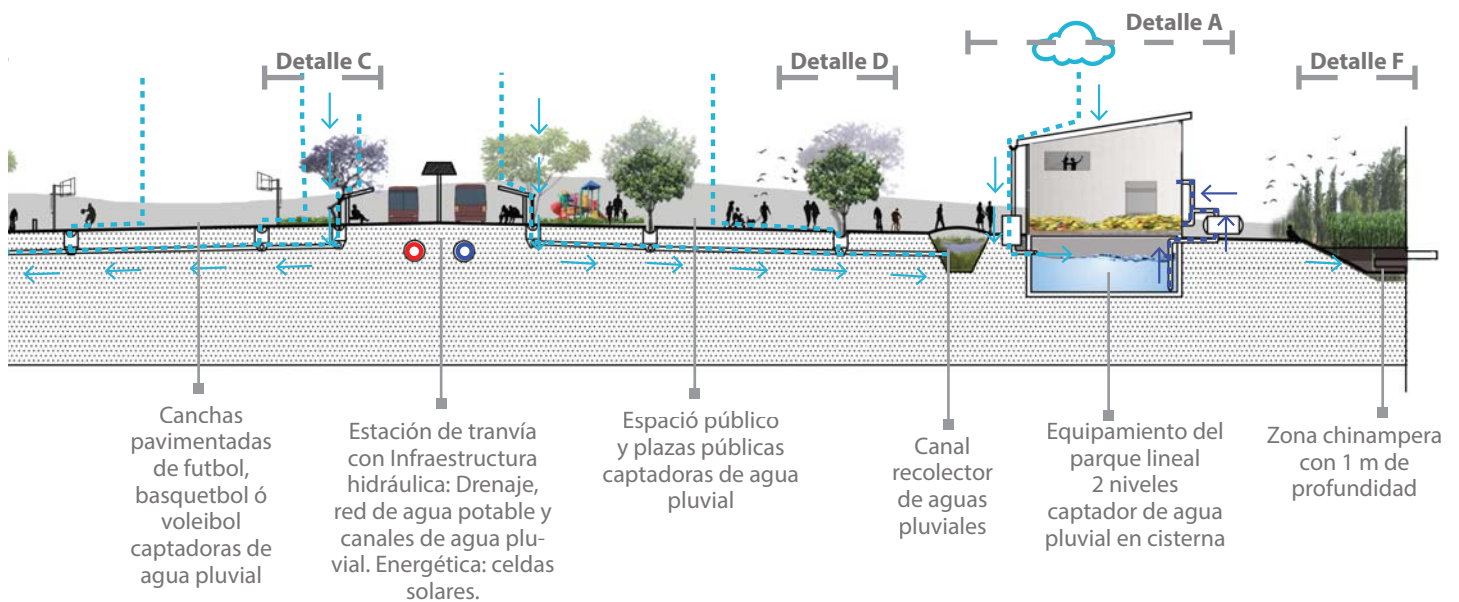 Detalle A
Detalle C
Detalle D
Detalle F
Canchas
pavimentadas
de futbol,
basquetbol ó
voleibol
captadoras de
agua pluvial
Estación de tranvía
con Infraestructura
hidráulica: Drenaje,
red de agua potable y
canales de agua plu-
vial. Energética: celdas
solares.
Espació público
y plazas públicas
captadoras de agua
pluvial
Canal
recolector
de aguas
pluviales
Equipamiento del
parque lineal
2 niveles
captador de agua
pluvial en cisterna
Zona chinampera
con 1 m de
profundidad